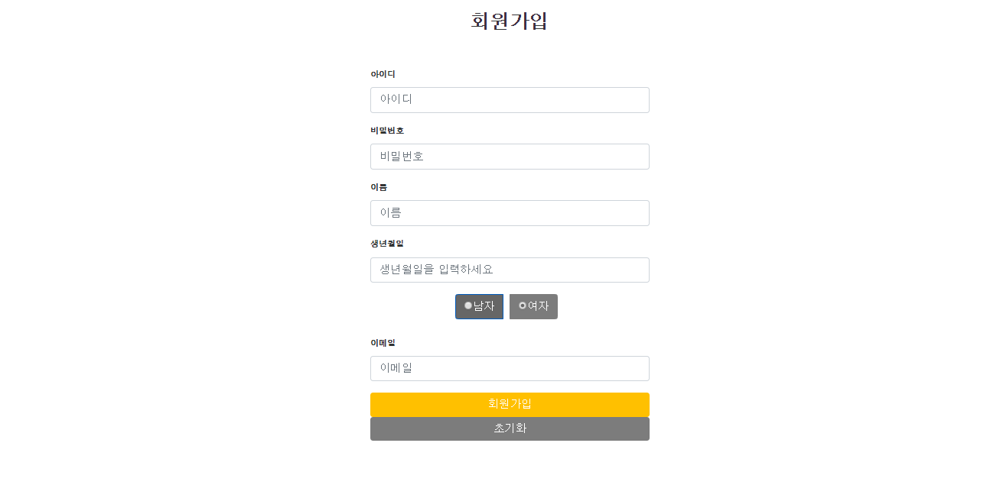 회원가입
아이디
아이디
비밀번호
비밀번호
이름
이름
생년월일
생년월일을 입력하세요
남자 여자
이메일
이메일
회원가입
초기화